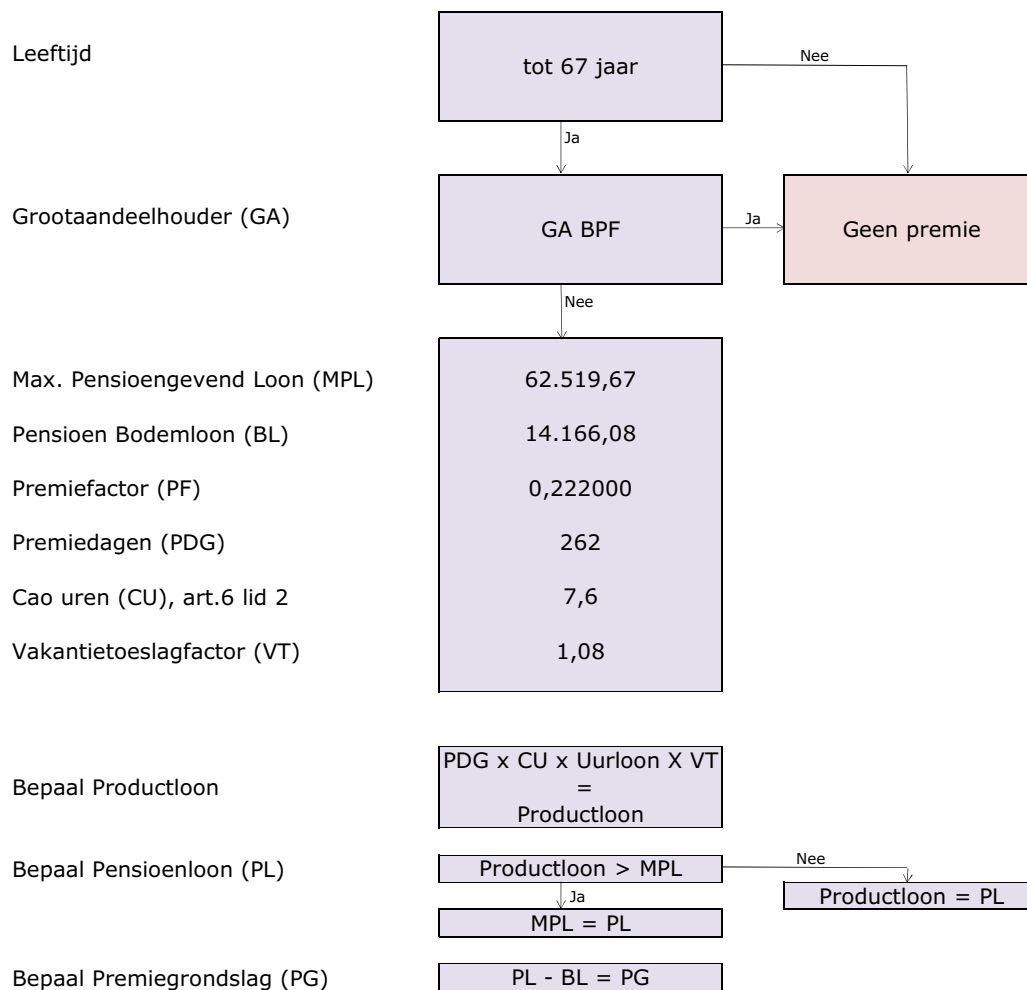 Leeftijd
tot 67 jaar
Nee
Ja
Grootaandeelhouder (GA)
GA BPF
Ja
Geen premie
Nee
Max. Pensioengevend Loon (MPL)
62.519,67
Pensioen Bodemloon (BL)
14.166,08
Premiefactor (PF)
0,222000
Premiedagen (PDG)
262
Cao uren (CU), art.6 lid 2
7,6
Vakantietoeslagfactor (VT)
1,08
Bepaal Productloon
PDG x CU x Uurloon X VT
=
Productloon
Bepaal Pensioenloon (PL)
Productloon > MPL
Nee
Productloon = PL
Ja
MPL = PL
Bepaal Premiegrondslag (PG)
PL - BL = PG